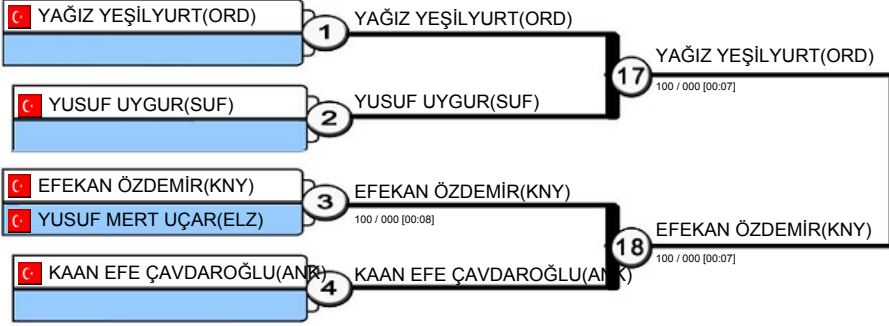 YAĞIZ YEŞİLYURT(ORD)
1
YAĞIZ YEŞİLYURT(ORD)
17
YAĞIZ YEŞİLYURT(ORD)
100 / 000 [00:07]
YUSUF UYGUR(SUF)
2
YUSUF UYGUR(SUF)
EFEKAN ÖZDEMİR(KNY)
YUSUF MERT UÇAR(ELZ)
3
EFEKAN ÖZDEMİR(KNY)
100 / 000 [00:08]
18
EFEKAN ÖZDEMİR(KNY)
100 / 000 [00:07]
KAAN EFE ÇAVDAROĞLU(ANK)
4
KAAN EFE ÇAVDAROĞLU(ANK)